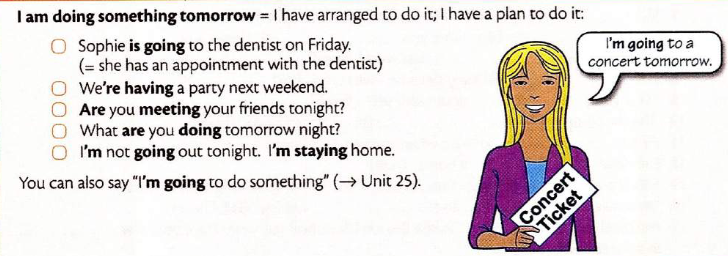 I am doing something tomorrow = I have arranged to do it; I have a plan to do it:
Sophie is going to the dentist on Friday.
(= she has an appointment with the dentist)
We're having a party next weekend.
Are you meeting your friends tonight?
What are you doing tomorrow night?
I'm not going out tonight. I'm staying home.
You can also say "I'm going to do something" (→ Unit 25).
I'm going to a
concert tomorrow.
Concert
Ticket